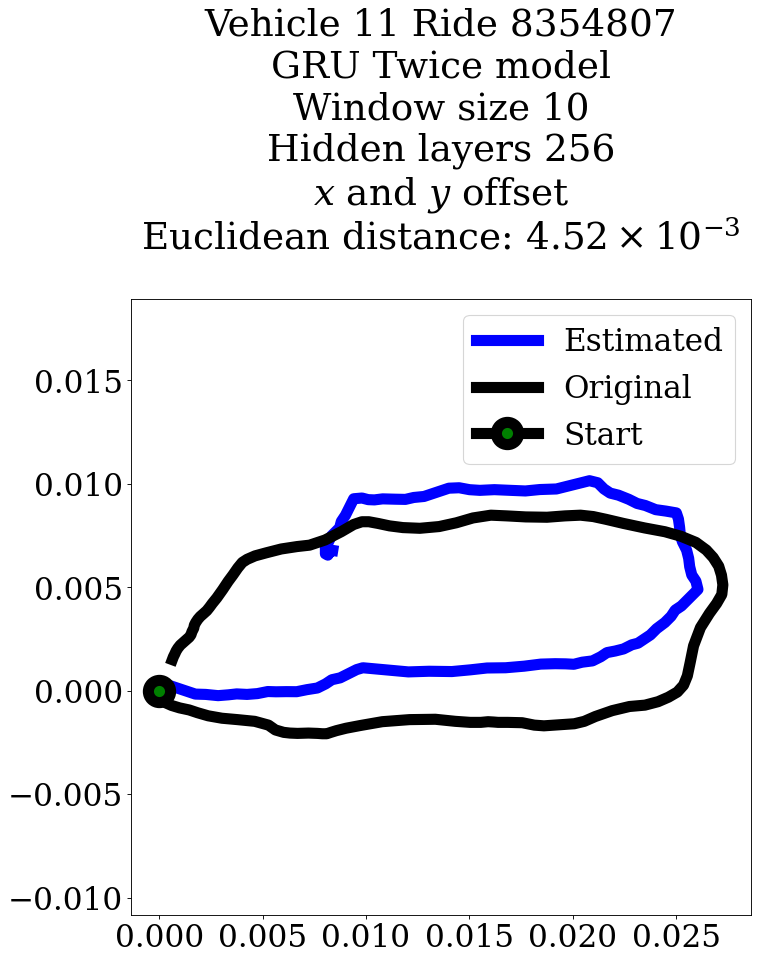 Vehicle 11 Ride 8354807
GRU Twice model
Window size 10
Hidden layers 256
x and y offset
Euclidean distance: 4.52 × 10⁻³
Estimated
Original
Start
0.015
0.010
0.005
0.000
−0.005
−0.010
0.000 0.005 0.010 0.015 0.020 0.025